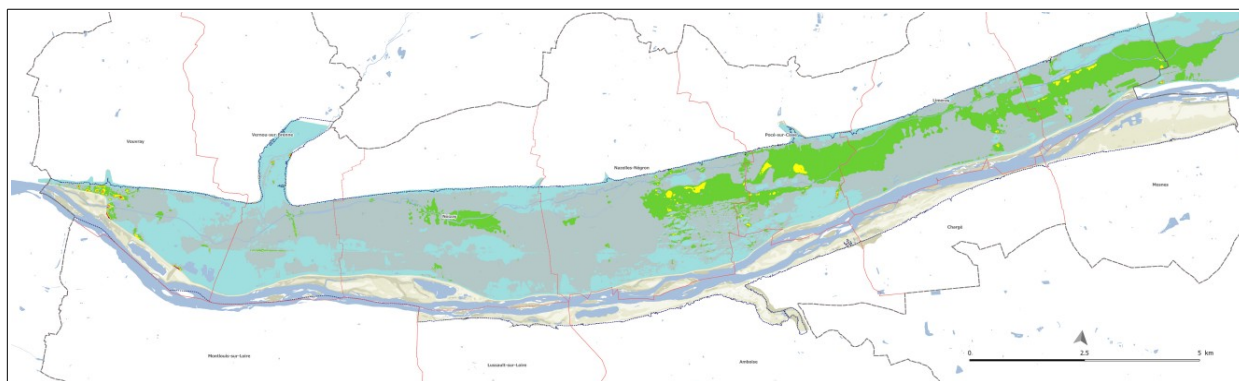 Limeray
Pocé-sur-Cisse
Vouvray
Vernou-sur-Brenne
Nazelles-Négron
Mosnes
Noizay
Chargé
Montlouis-sur-Loire
Lussault-sur-Loire
Amboise
0
2.5
5 km